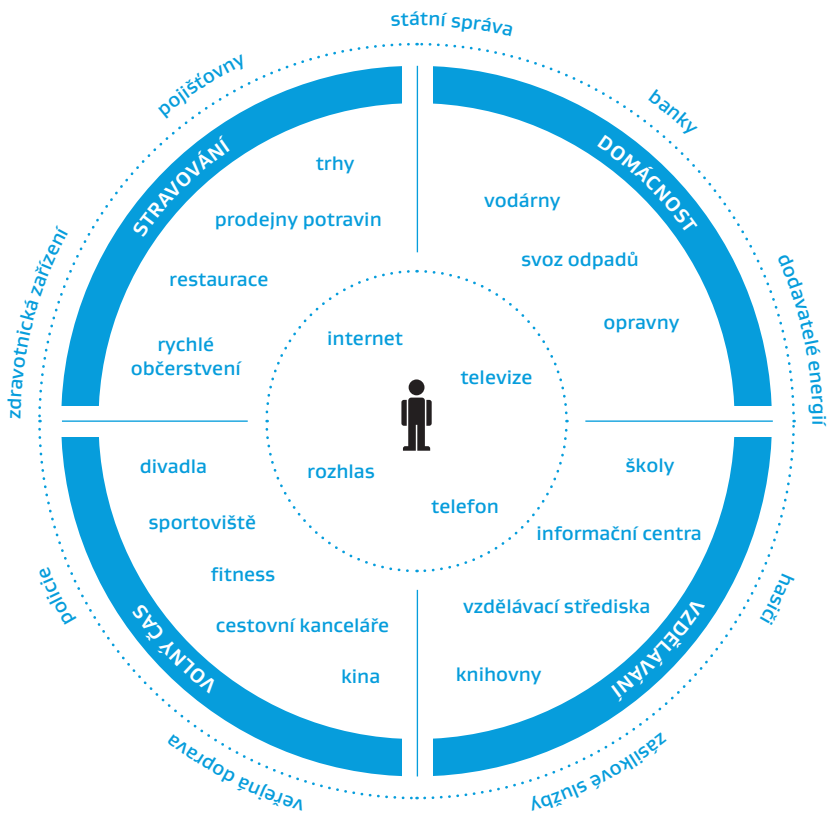 státní správa
pojišťovny
banky
STRAVOVÁNÍ
DOMÁCNOST
trhy
vodárny
prodejny potravin
svoz odpadů
restaurace
opravny
zdravotnická zařízení
dodavatelé energií
rychlé
občerstvení
internet
televize
rozhlas
telefon
divadla
školy
sportoviště
informační centra
fitness
policie
hasiči
vzdělávací střediska
cestovní kanceláře
VOLNÝ ČAS
VZDĚLÁVÁNÍ
knihovny
kina
veřejná doprava
zásilkové služby